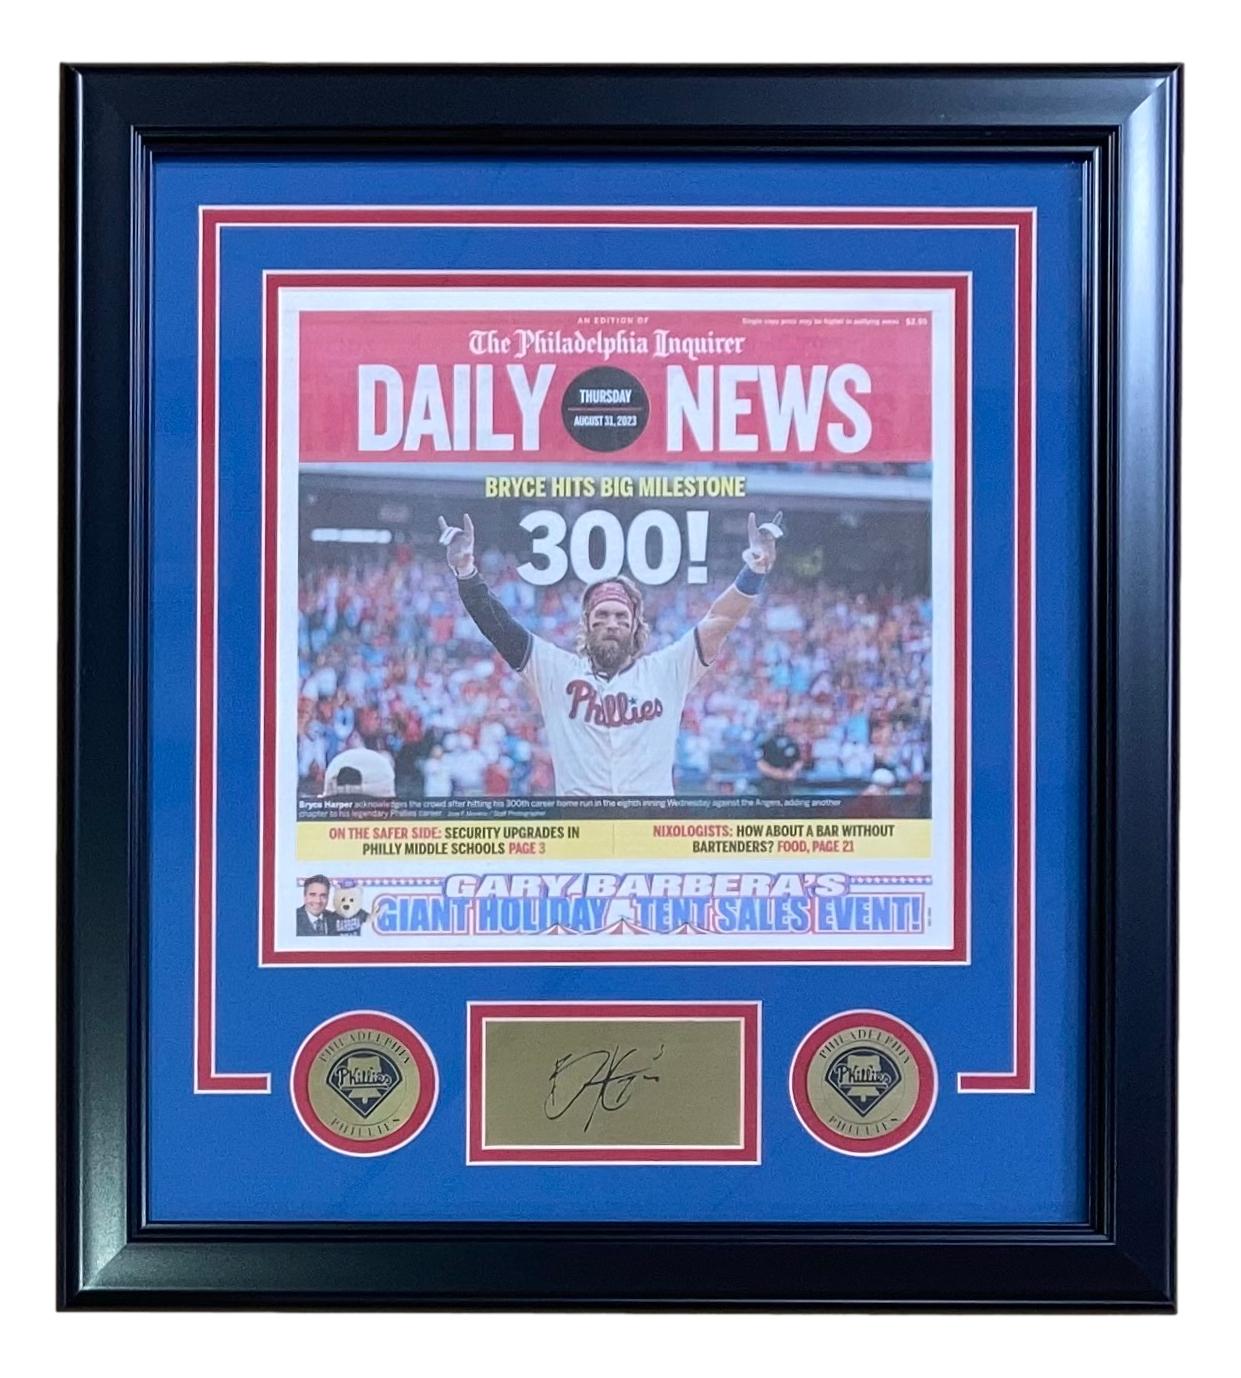 AN EDITION OF
Single copy price may be higher in outlying areas $2.95
The Philadelphia Inquirer
DAILY NEWS
THURSDAY
AUGUST 31, 2023
BRYCE HITS BIG MILESTONE
300!
Phillies
Bryce Harper acknowledges the crowd after hitting his 300th career home run in the eighth inning Wednesday against the Angels, adding another
chapter to his legendary Phillies career. Staff Photographer
ON THE SAFER SIDE: SECURITY UPGRADES IN
PHILLY MIDDLE SCHOOLS PAGE 3
NIXOLOGISTS: HOW ABOUT A BAR WITHOUT
BARTENDERS? FOOD, PAGE 21
GARY BARBERA'S
GIANT HOLIDAY TENT SALES EVENT!
BARBERA
PHILADELPHIA
Phillies
PHILLIES
PHILADELPHIA
Phillies
PHILLIES